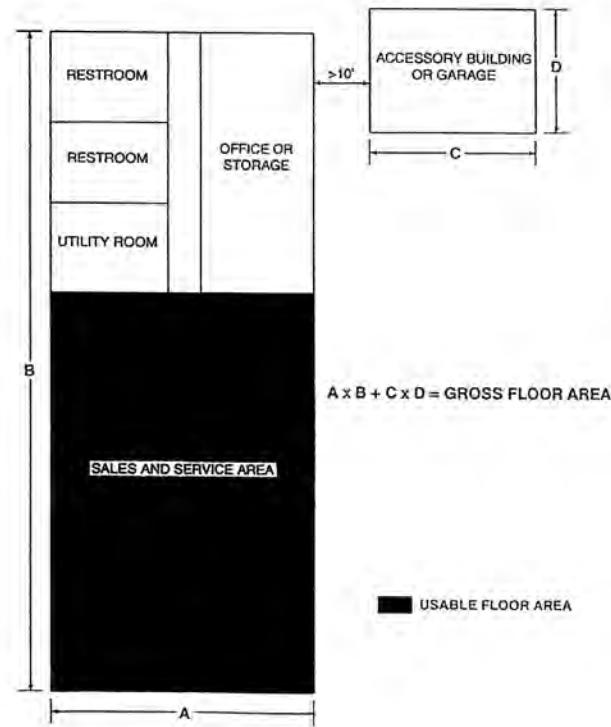 RESTROOM
RESTROOM
UTILITY ROOM
OFFICE OR
STORAGE
>10'
ACCESSORY BUILDING
OR GARAGE
D
C
B
A x B + C x D = GROSS FLOOR AREA
SALES AND SERVICE AREA
USABLE FLOOR AREA
A